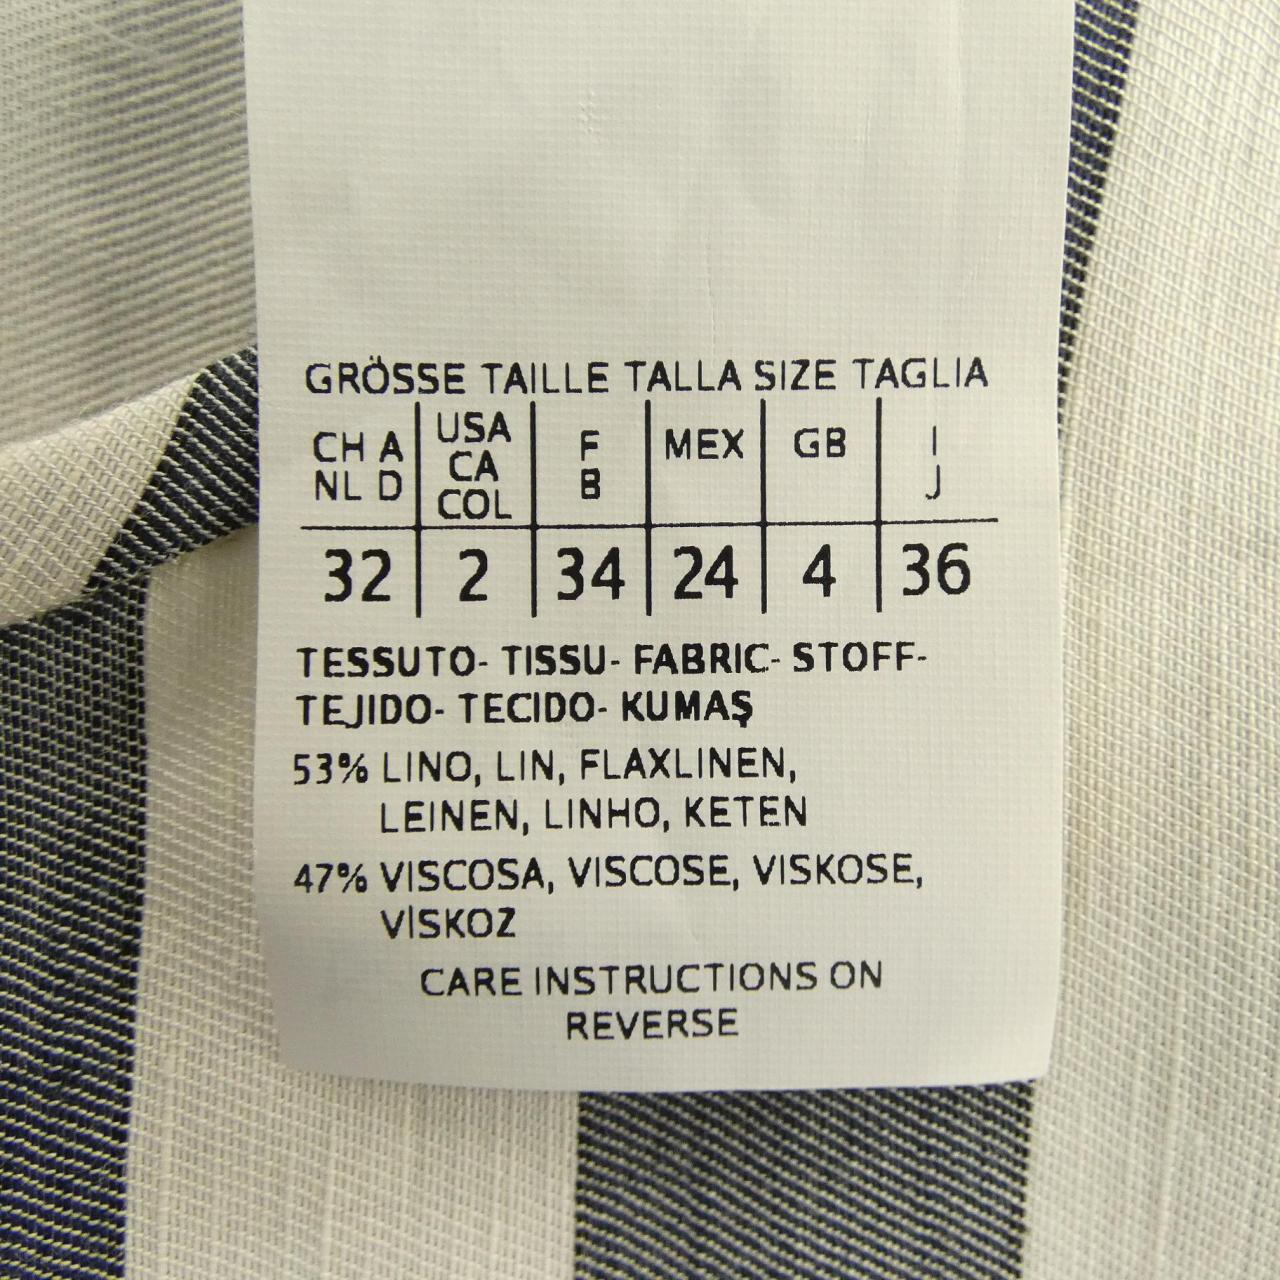 GRÖSSE TAILLE TALLA SIZE TAGLIA
CH A NL D | USA CA COL | F B | MEX | GB | I J
32 | 2 | 34 | 24 | 4 | 36
TESSUTO- TISSU- FABRIC- STOFF-
TEJIDO- TECIDO- KUMAŞ
53% LINO, LIN, FLAXLINEN,
LEINEN, LINHO, KETEN
47% VISCOSA, VISCOSE, VISKOSE,
VİSKOZ
CARE INSTRUCTIONS ON
REVERSE